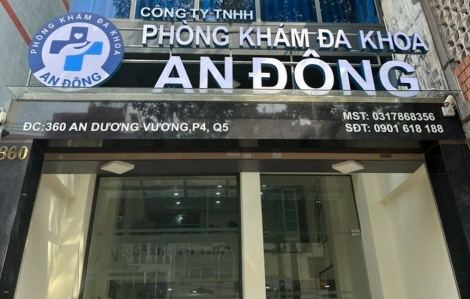 PHÒNG KHÁM ĐA KHOA
AN ĐÔNG
CÔNG TY TNHH
PHÒNG KHÁM ĐA KHOA
AN ĐÔNG
ĐC:360 AN DƯƠNG VƯƠNG,P4, Q5
MST: 0317868356
SĐT: 0901 618 188
360